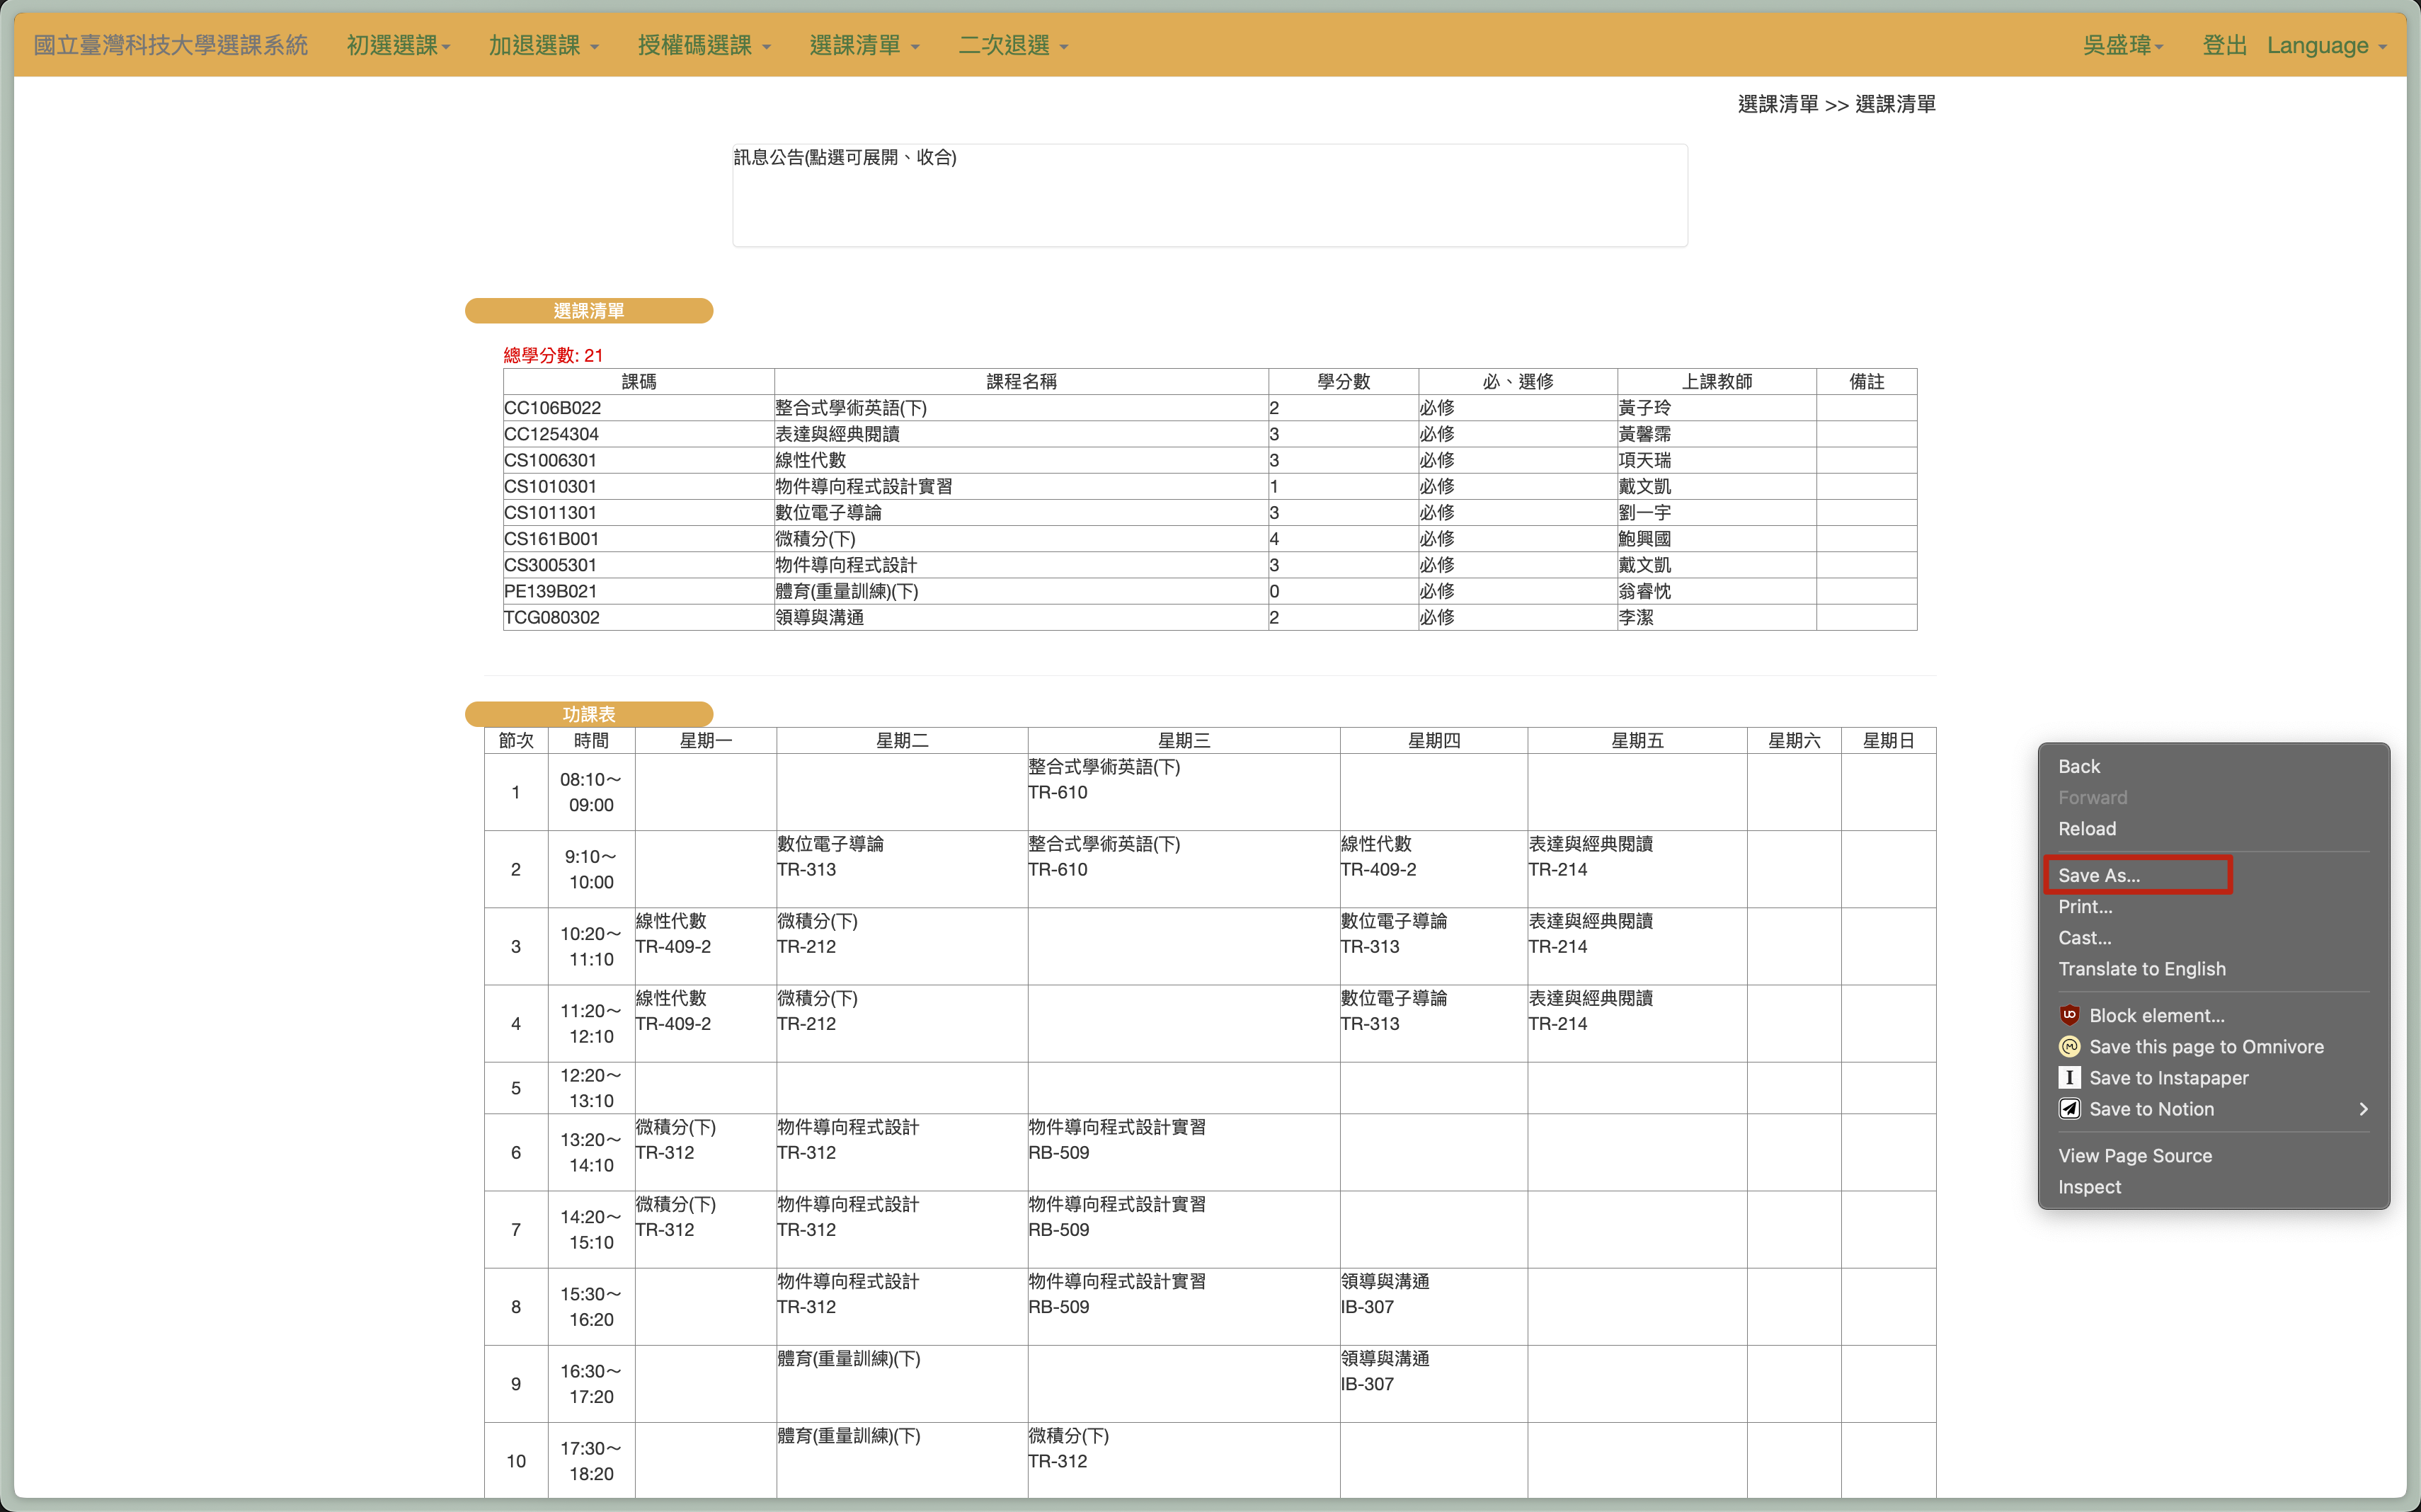 國立臺灣科技大學選課系統 初選選課 加退選課 授權碼選課 選課清單 二次退選 吳盛瑋 登出 Language
選課清單 >> 選課清單
訊息公告(點選可展開、收合)
選課清單
總學分數: 21
課碼 課程名稱 學分數 必、選修 上課教師 備註
CC106B022 整合式學術英語(下) 2 必修 黃子玲
CC1254304 表達與經典閱讀 3 必修 黃馨霈
CS1006301 線性代數 3 必修 項天瑞
CS1010301 物件導向程式設計實習 1 必修 戴文凱
CS1011301 數位電子導論 3 必修 劉一宇
CS161B001 微積分(下) 4 必修 鮑興國
CS3005301 物件導向程式設計 3 必修 戴文凱
PE139B021 體育(重量訓練)(下) 0 必修 翁睿忱
TCG080302 領導與溝通 2 必修 李潔
功課表
節次 時間 星期一 星期二 星期三 星期四 星期五 星期六 星期日
1 08:10～09:00 整合式學術英語(下) TR-610
2 9:10～10:00 數位電子導論 TR-313 整合式學術英語(下) TR-610 線性代數 TR-409-2 表達與經典閱讀 TR-214
3 10:20～11:10 線性代數 TR-409-2 微積分(下) TR-212 數位電子導論 TR-313 表達與經典閱讀 TR-214
4 11:20～12:10 線性代數 TR-409-2 微積分(下) TR-212 數位電子導論 TR-313 表達與經典閱讀 TR-214
5 12:20～13:10
6 13:20～14:10 微積分(下) TR-312 物件導向程式設計 TR-312 物件導向程式設計實習 RB-509
7 14:20～15:10 微積分(下) TR-312 物件導向程式設計 TR-312 物件導向程式設計實習 RB-509
8 15:30～16:20 物件導向程式設計 TR-312 物件導向程式設計實習 RB-509 領導與溝通 IB-307
9 16:30～17:20 體育(重量訓練)(下) 領導與溝通 IB-307
10 17:30～18:20 體育(重量訓練)(下) 微積分(下) TR-312
Back
Forward
Reload
Save As...
Print...
Cast...
Translate to English
Block element...
Save this page to Omnivore
Save to Instapaper
Save to Notion
View Page Source
Inspect